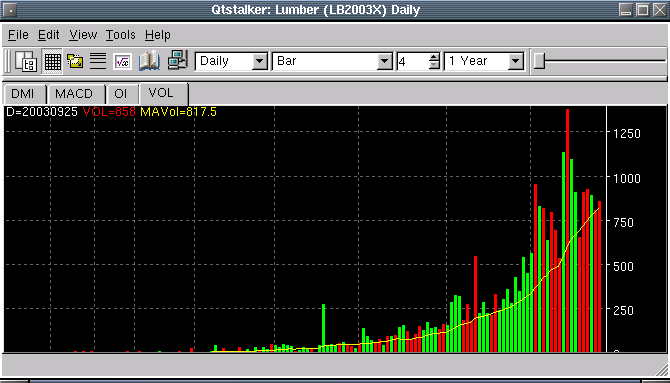 Qtstalker: Lumber (LB2003X) Daily
File Edit View Tools Help
Daily Bar 4 1 Year
DMI MACD OI VOL
D=20030925 VOL=858 MAVol=817.5
1250
1000
750
500
250
0